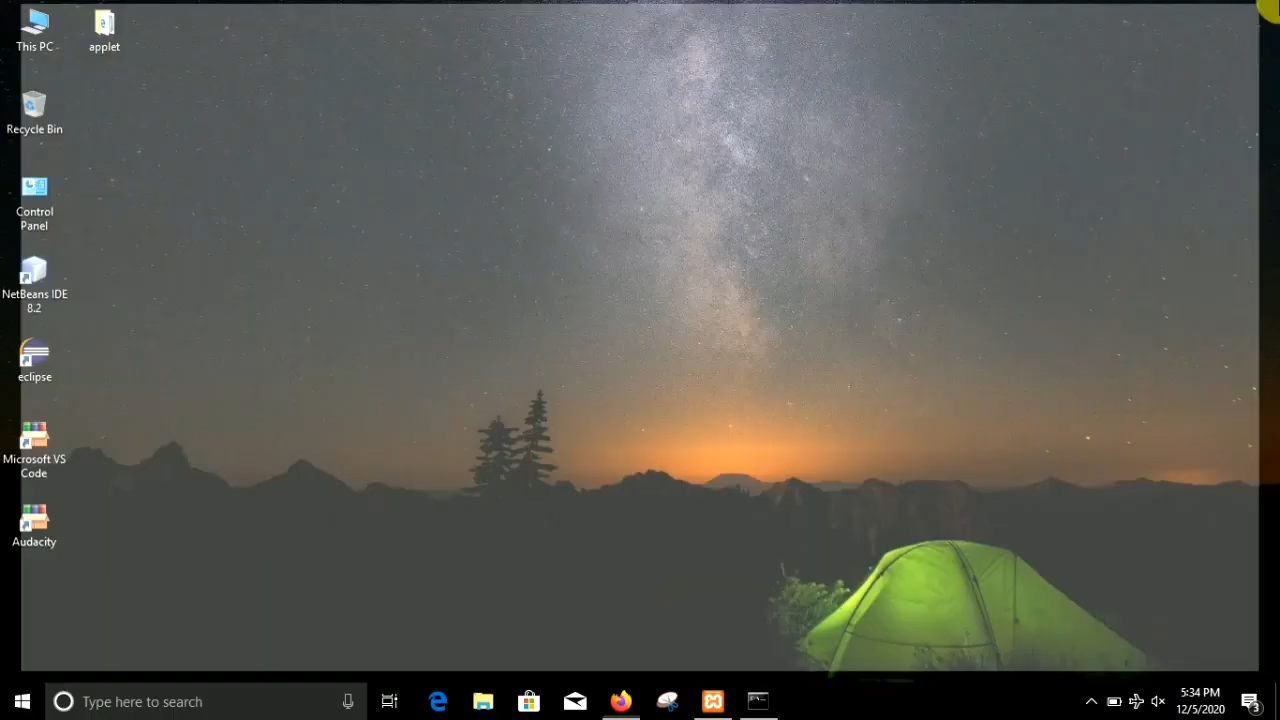 This PC
applet
Recycle Bin
Control
Panel
NetBeans IDE
8.2
eclipse
Microsoft VS
Code
Audacity
Type here to search
5:34 PM
12/5/2020
3